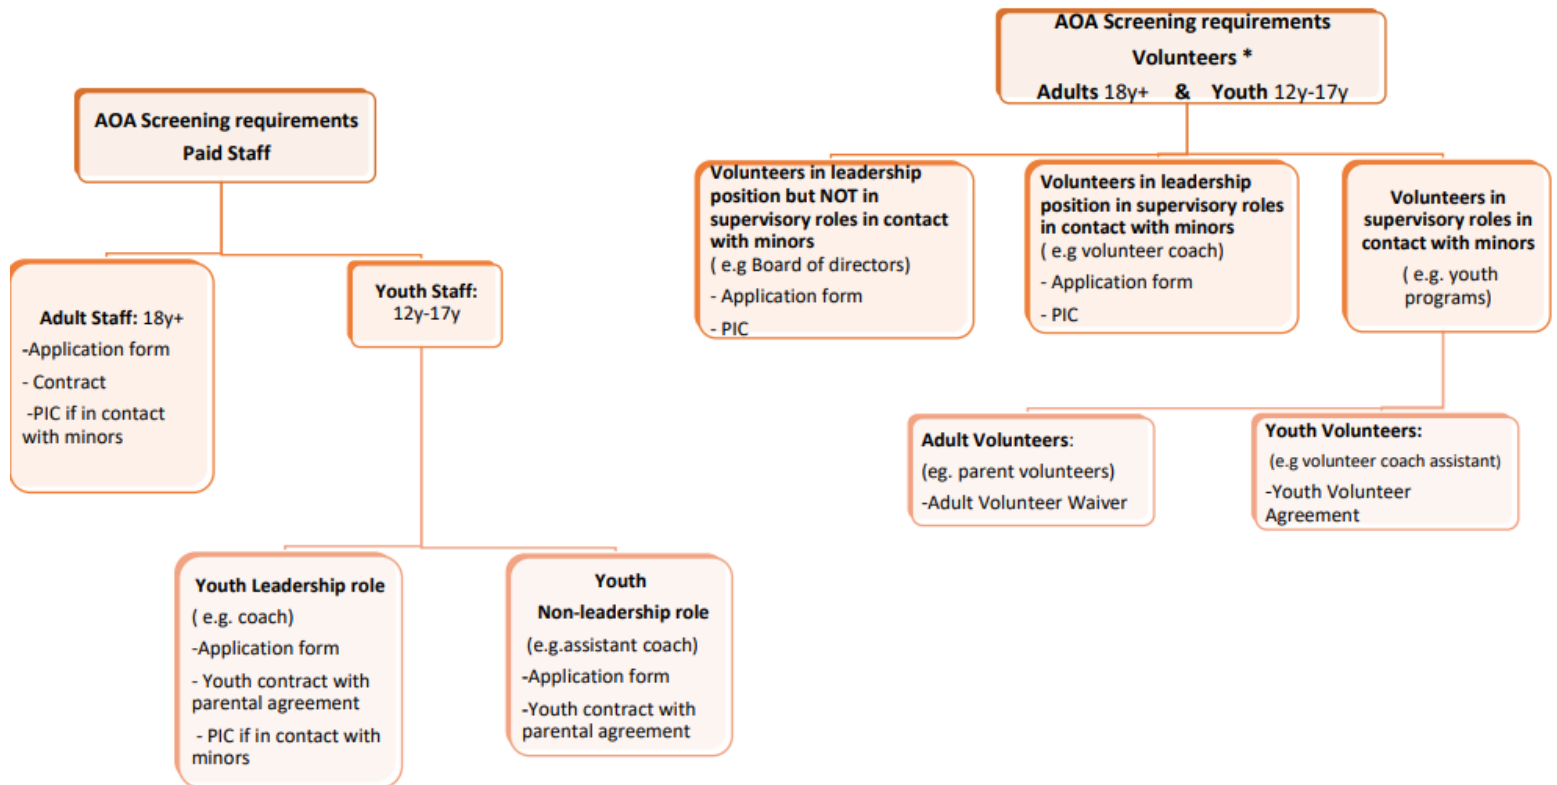 AOA Screening requirements
Paid Staff
Adult Staff: 18y+
-Application form
- Contract
-PIC if in contact
with minors
Youth Staff:
12y-17y
Youth Leadership role
( e.g. coach)
-Application form
- Youth contract with
parental agreement
- PIC if in contact with
minors
Youth
Non-leadership role
(e.g.assistant coach)
-Application form
-Youth contract with
parental agreement
AOA Screening requirements
Volunteers *
Adults 18y+ & Youth 12y-17y
Volunteers in leadership
position but NOT in
supervisory roles in contact
with minors
( e.g Board of directors)
- Application form
- PIC
Volunteers in leadership
position in supervisory roles
in contact with minors
( e.g volunteer coach)
- Application form
- PIC
Volunteers in
supervisory roles in
contact with minors
( e.g. youth
programs)
Adult Volunteers:
(eg. parent volunteers)
-Adult Volunteer Waiver
Youth Volunteers:
(e.g volunteer coach assistant)
-Youth Volunteer
Agreement